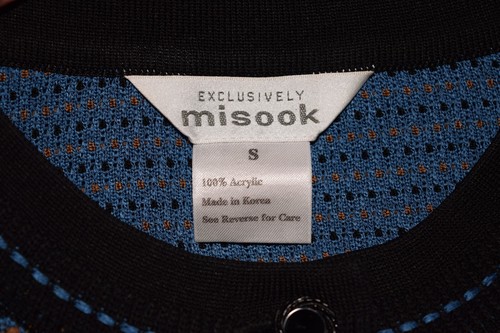 EXCLUSIVELY
misook
S
100% Acrylic
Made in Korea
See Reverse for Care